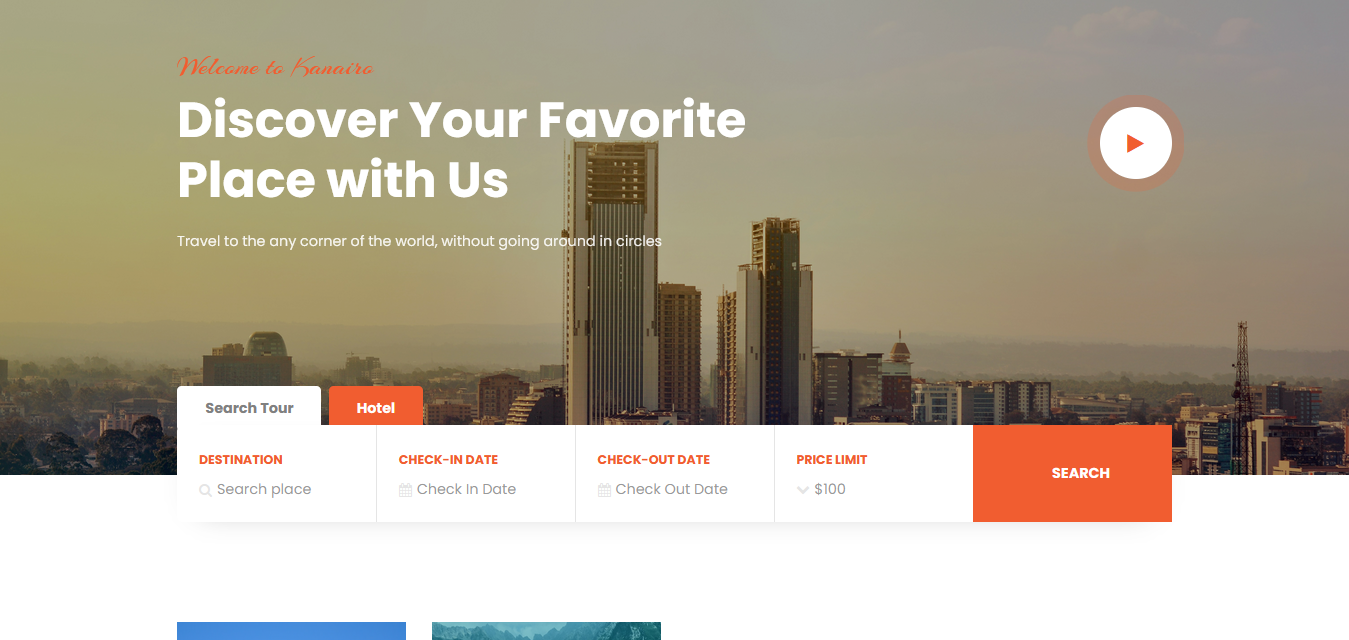 Welcome to Kanairo
Discover Your Favorite
Place with Us
Travel to the any corner of the world, without going around in circles
Search Tour
Hotel
DESTINATION
Search place
CHECK-IN DATE
Check In Date
CHECK-OUT DATE
Check Out Date
PRICE LIMIT
$100
SEARCH